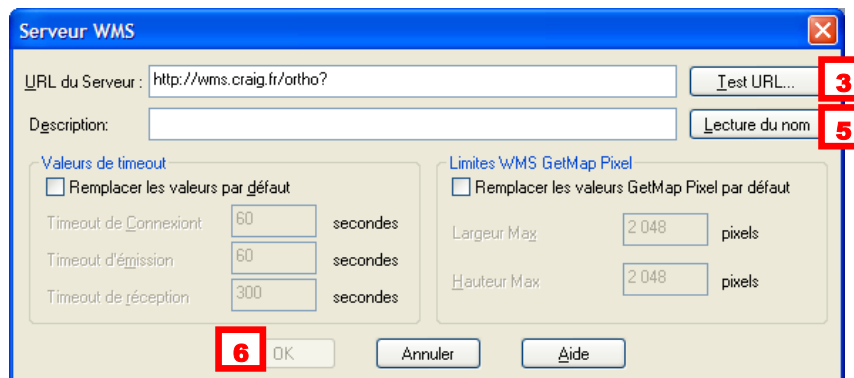 Serveur WMS
URL du Serveur : http://wms.craig.fr/ortho? Test URL... 3
Description: Lecture du nom 5
Valeurs de timeout
Remplacer les valeurs par défaut
Timeout de Connexiont 60 secondes
Timeout d'émission 60 secondes
Timeout de réception 300 secondes
Limites WMS GetMap Pixel
Remplacer les valeurs GetMap Pixel par défaut
Largeur Max 2 048 pixels
Hauteur Max 2 048 pixels
6 OK Annuler Aide